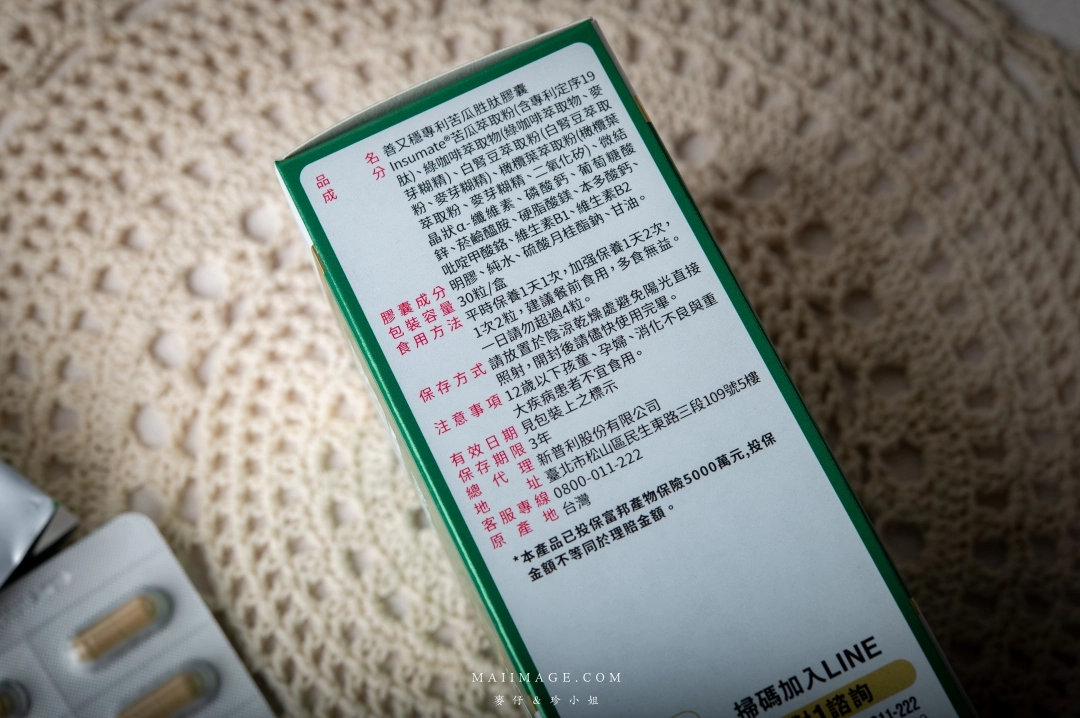 品名 善又穩專利苦瓜胜肽膠囊
成分 Insumate®苦瓜萃取粉(含專利定序19
肽)、綠咖啡萃取物(綠咖啡萃取物、麥
芽糊精)、白腎豆萃取粉(白腎豆萃取
粉、麥芽糊精)、橄欖葉萃取粉(橄欖葉
萃取粉、麥芽糊精、二氧化矽)、微結
晶狀α-纖維素、磷酸鈣、葡萄糖酸
鋅、菸鹼醯胺、硬脂酸鎂、本多酸鈣、
吡啶甲酸鉻、維生素B1、維生素B2
膠囊成分 明膠、純水、硫酸月桂酯鈉、甘油。
包裝容量 30粒/盒
食用方法 平時保養1天1次，加强保養1天2次，
1次2粒，建議餐前食用，多食無益。
一日請勿超過4粒。
保存方式 請放置於陰涼乾燥處避免陽光直接
照射，開封後請儘快使用完畢。
注意事項 12歲以下孩童、孕婦、消化不良與重
大疾病患者不宜食用。
有效日期 見包裝上之標示
保存期限 3年
總代理 新普利股份有限公司
地址 臺北市松山區民生東路三段109號5樓
客服專線 0800-011-222
原產地 台灣
*本產品已投保富邦產物保險5000萬元,投保
金額不等同於理賠金額。
掃碼加入LINE
1諮詢
11-222
MAIIMAGE.COM
麥仔&珍小姐